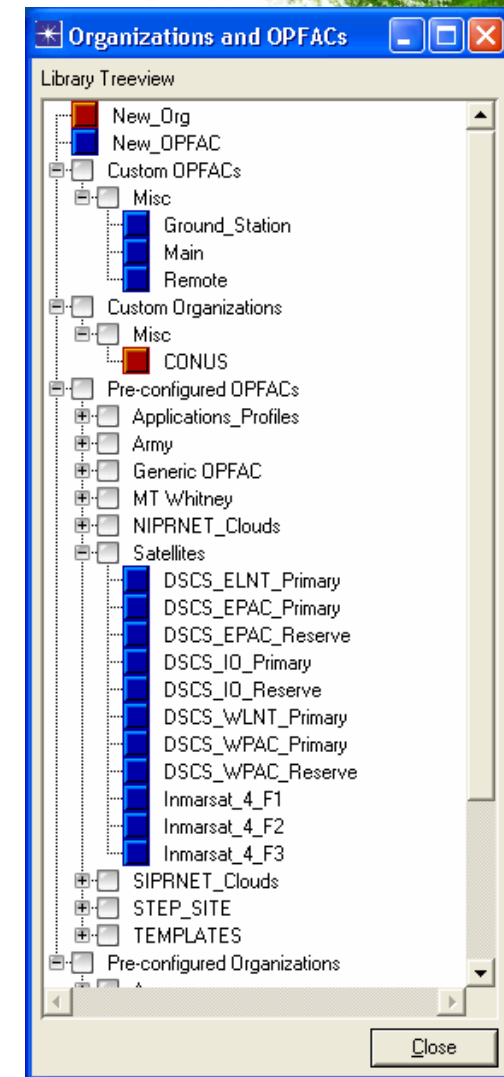 Organizations and OPFACs
Library Treeview
New_Org
New_OPFAC
Custom OPFACs
Misc
Ground_Station
Main
Remote
Custom Organizations
Misc
CONUS
Pre-configured OPFACs
Applications_Profiles
Army
Generic OPFAC
MT Whitney
NIPRNET_Clouds
Satellites
DSCS_ELNT_Primary
DSCS_EPAC_Primary
DSCS_EPAC_Reserve
DSCS_IO_Primary
DSCS_IO_Reserve
DSCS_WLNT_Primary
DSCS_WPAC_Primary
DSCS_WPAC_Reserve
Inmarsat_4_F1
Inmarsat_4_F2
Inmarsat_4_F3
SIPRNET_Clouds
STEP_SITE
TEMPLATES
Pre-configured Organizations
Close